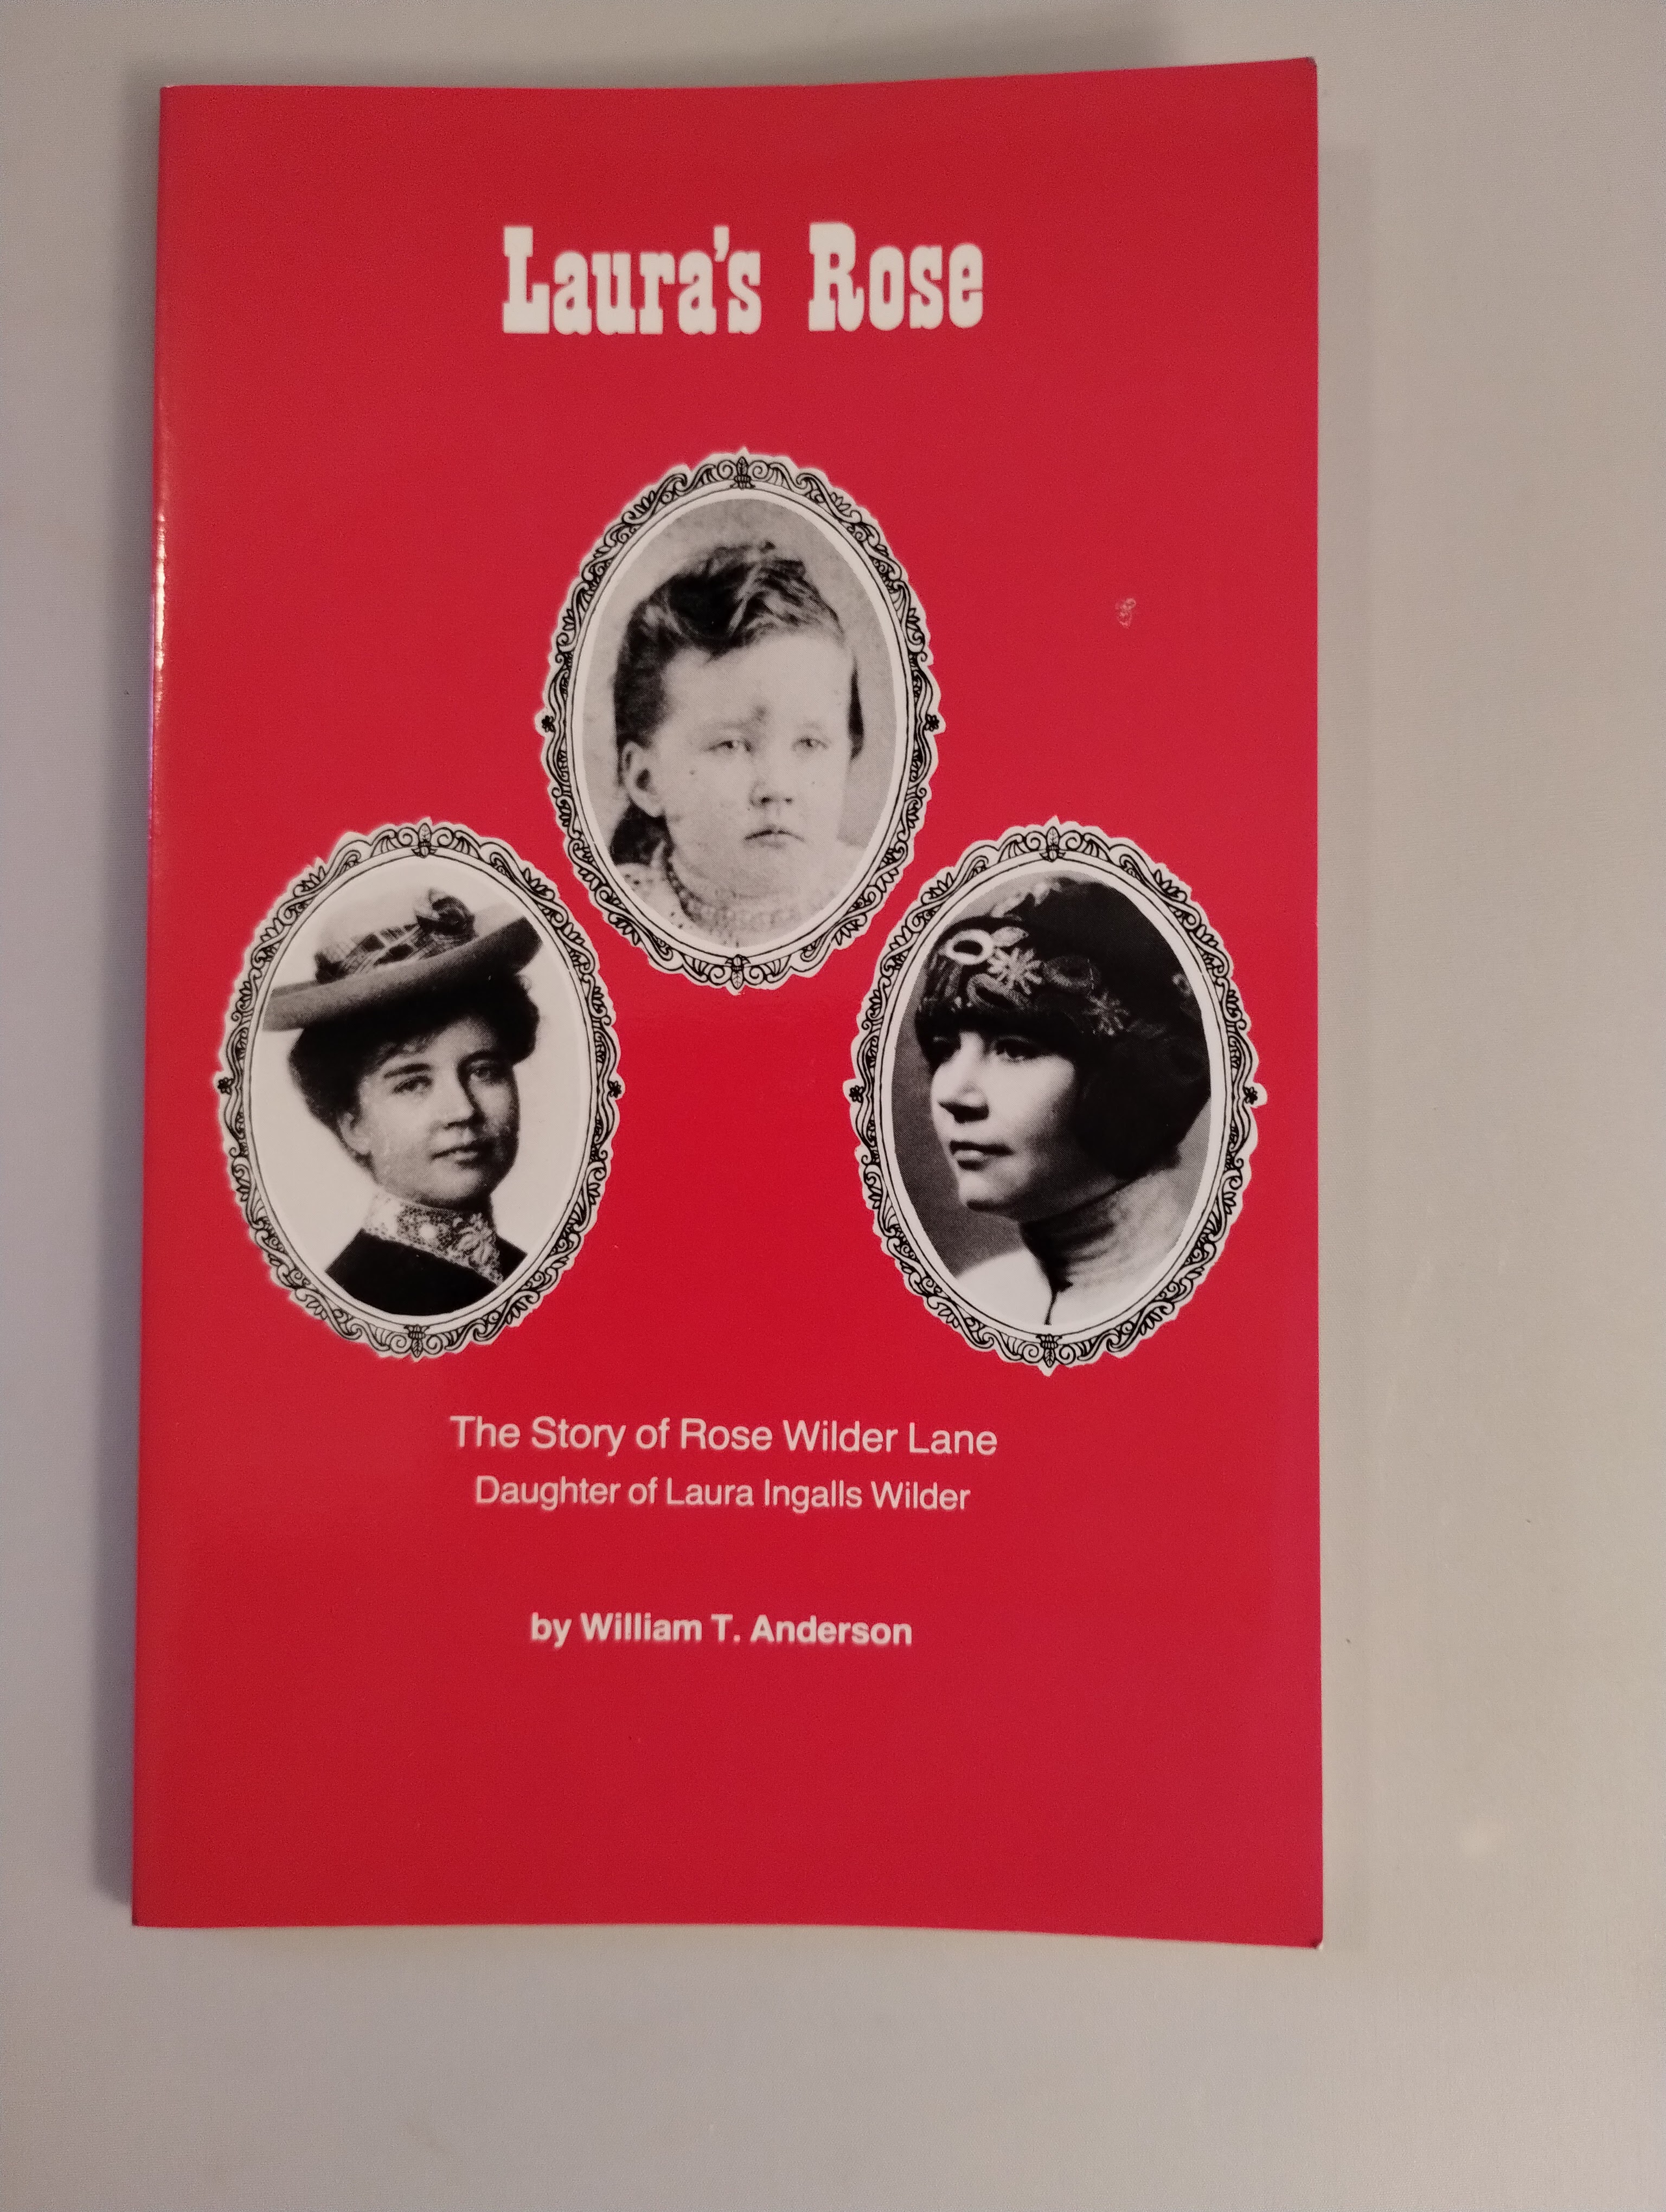 Laura's Rose
The Story of Rose Wilder Lane
Daughter of Laura Ingalls Wilder
by William T. Anderson